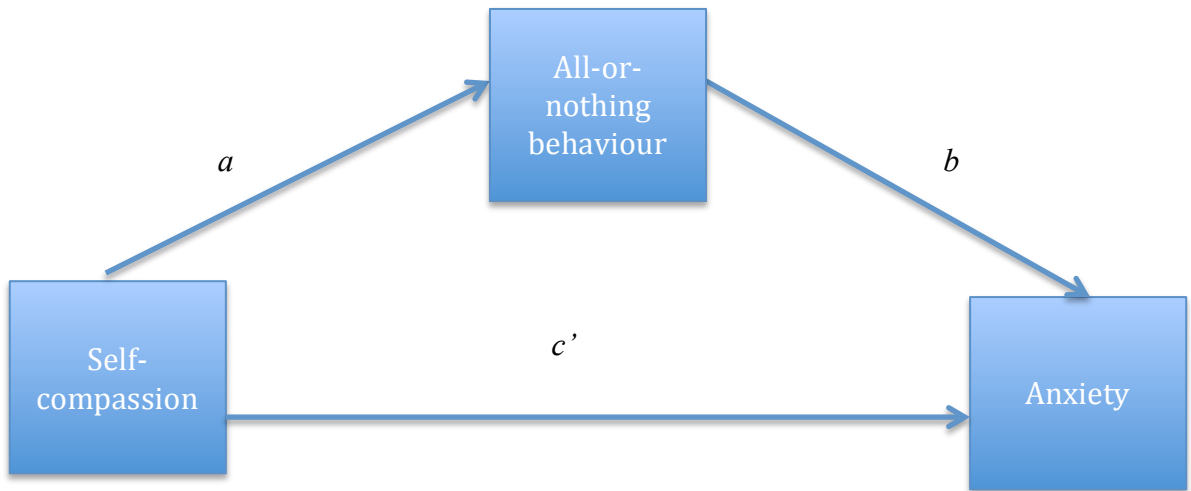 All-or-
nothing
behaviour
a
b
Self-
compassion
c’
Anxiety